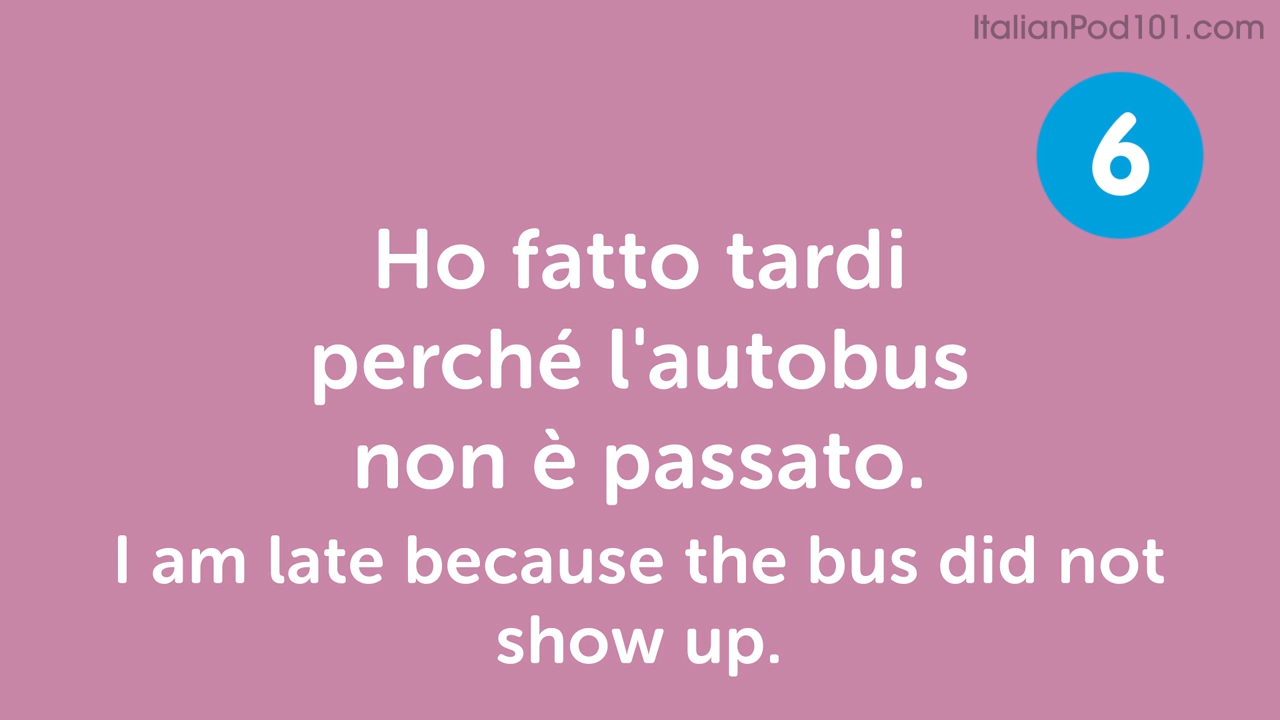 ItalianPod101.com
6
Ho fatto tardi
perché l'autobus
non è passato.
I am late because the bus did not
show up.